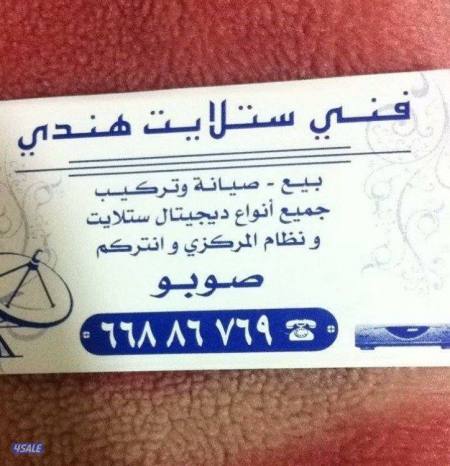 فني ستلايت هندي
بيع - صيانة وتركيب
جميع أنواع ديجيتال ستلايت
و نظام المركزي و انتركم
صوبو
٦٦٨ ٨٦ ٧٦٩
4SALE